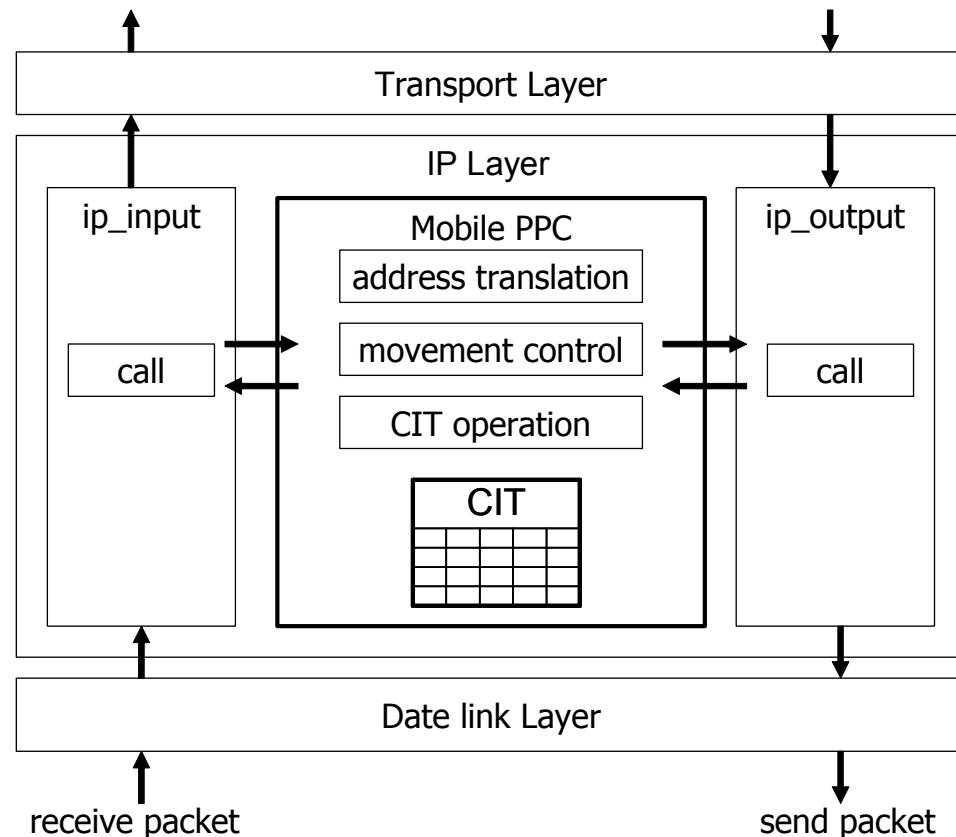 Transport Layer
IP Layer
ip_input
Mobile PPC
ip_output
address translation
movement control
call
call
CIT operation
CIT
Date link Layer
receive packet
send packet